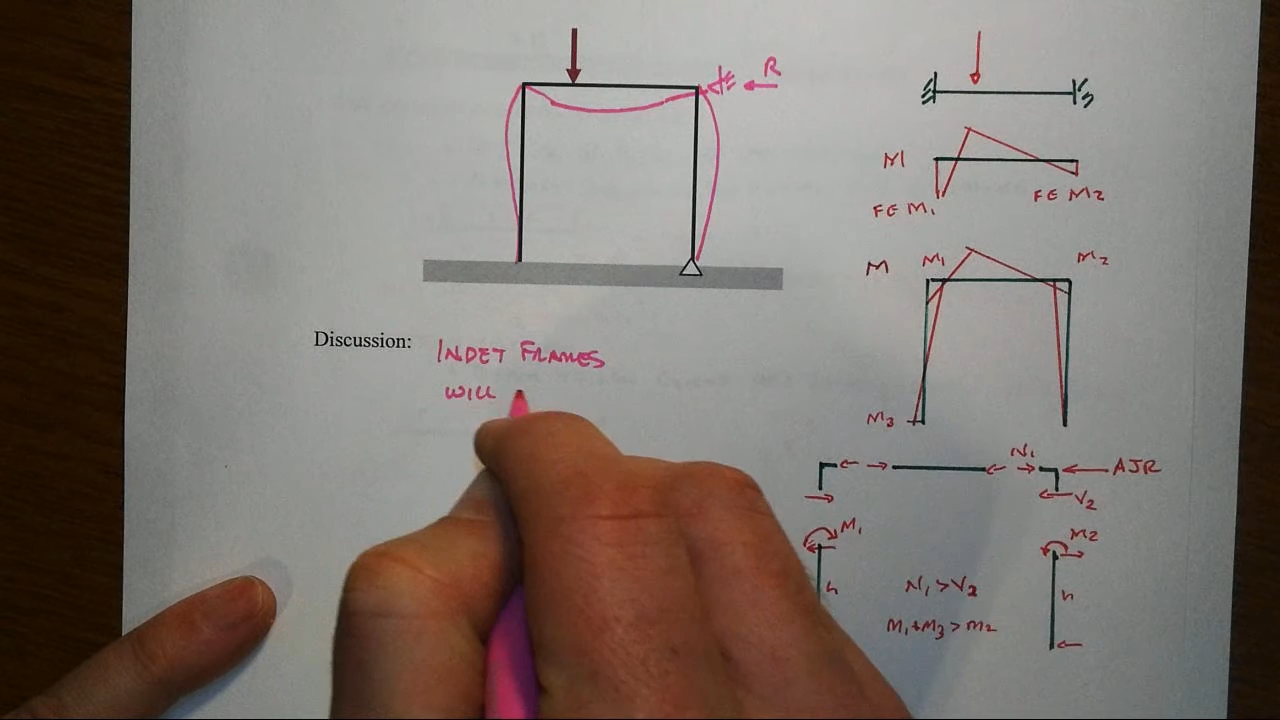 R
M
FEM1
FEM2
M
M1
M2
M3
Discussion: INDET FRAMES
WILL
N1
AJR
V2
M1
M2
h
N1 > V2
h
M1+M3 > M2